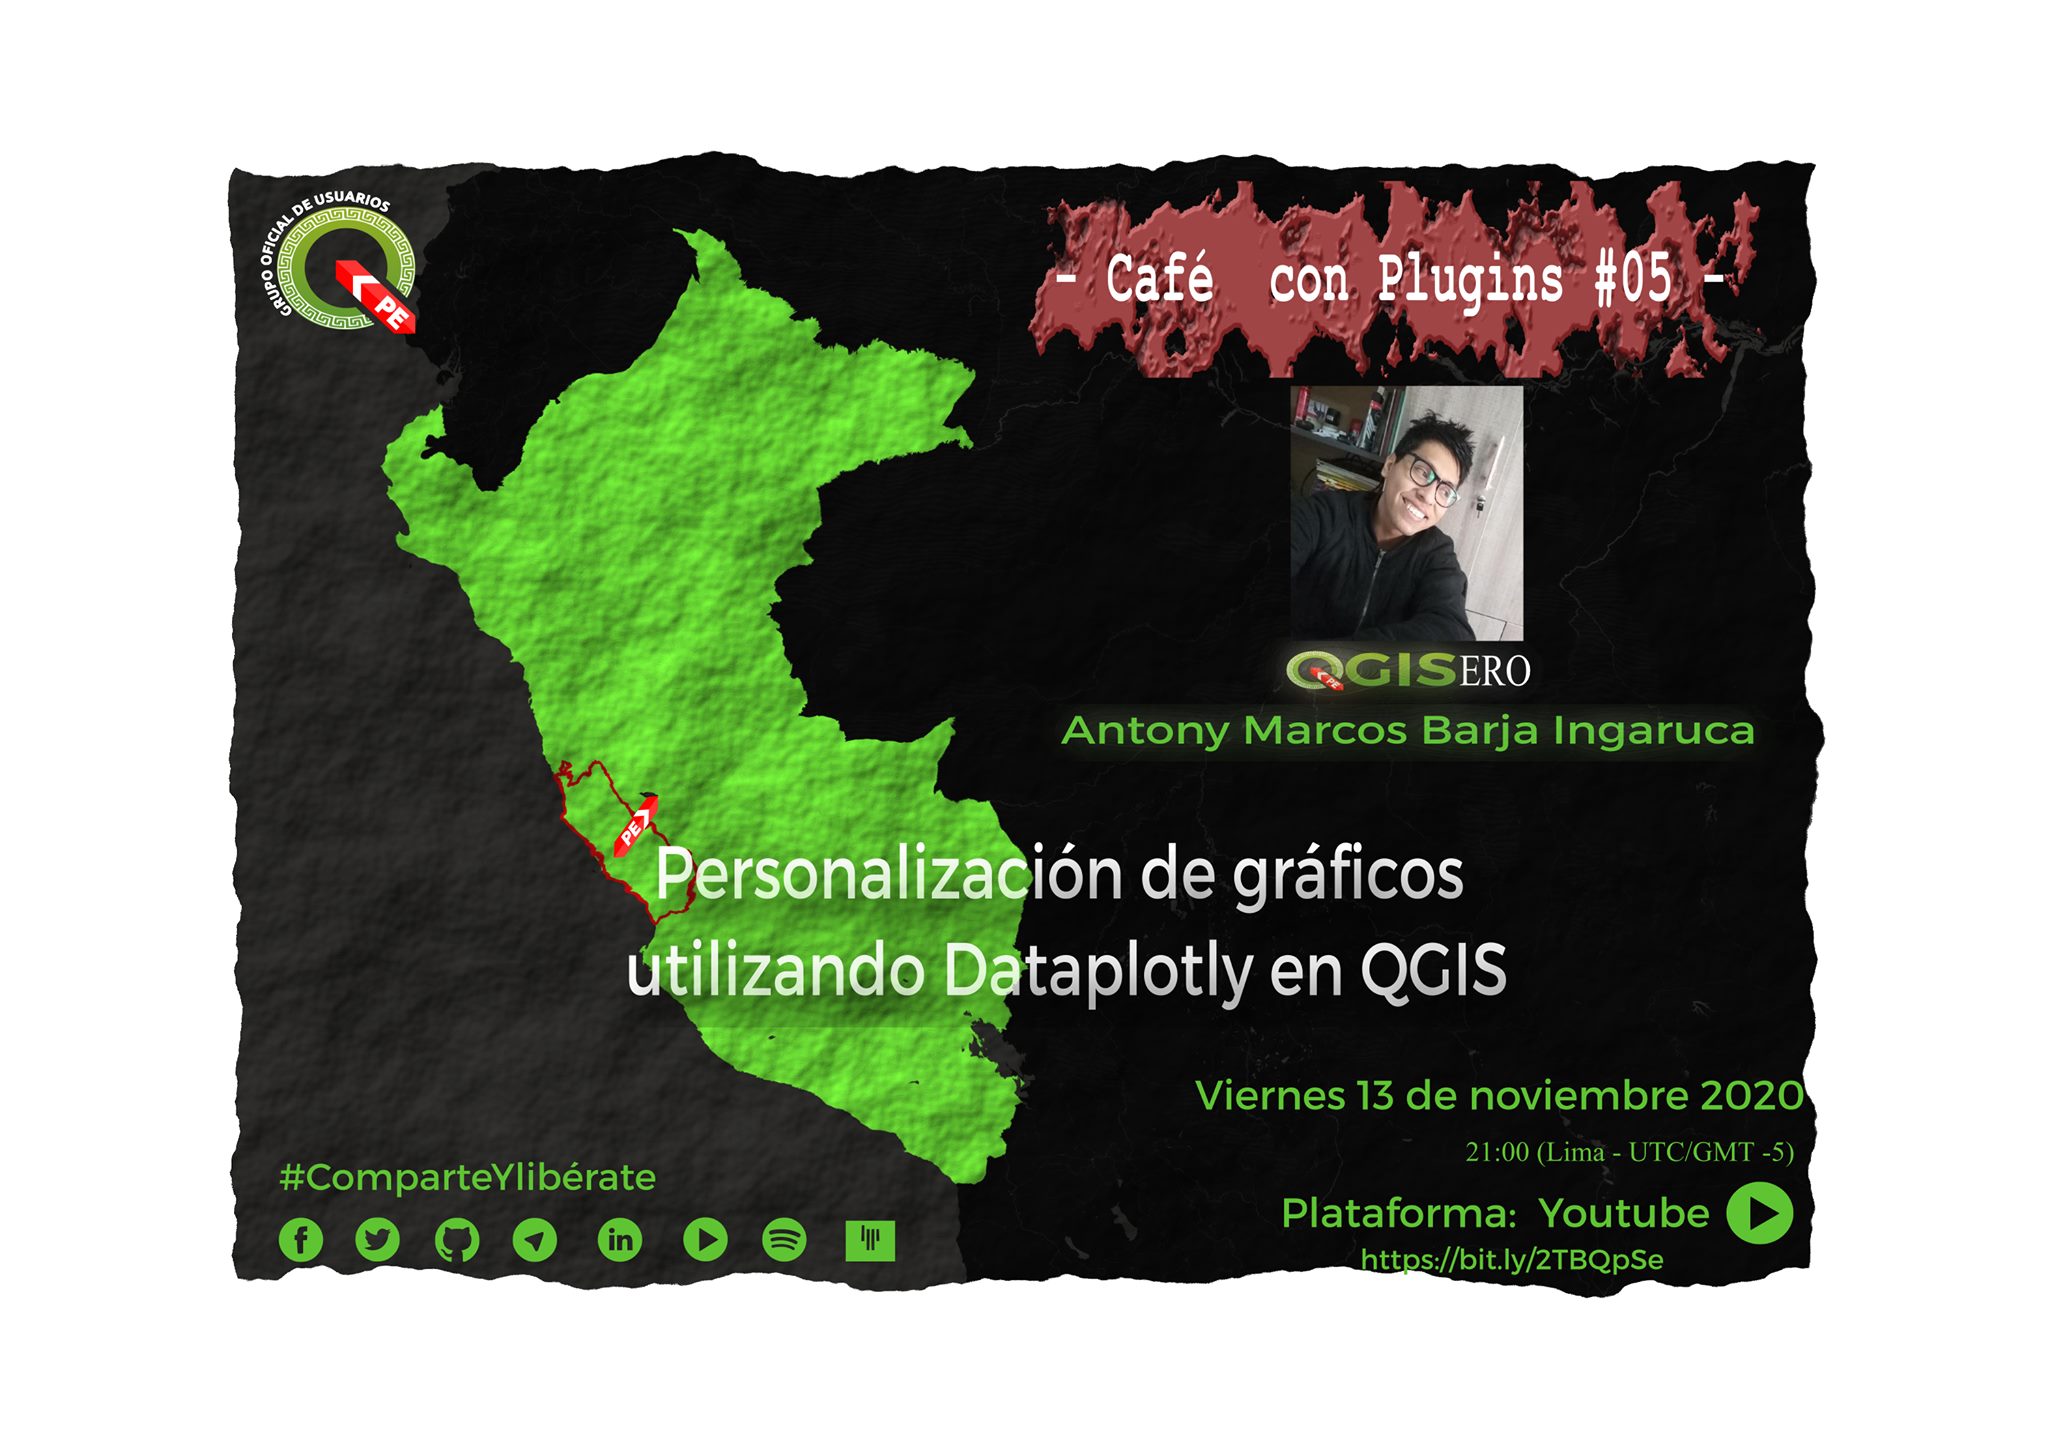 GRUPO OFICIAL DE USUARIOS
PE
- Café con Plugins #05 -
PE
QGISERO
Antony Marcos Barja Ingaruca
PE
Personalización de gráficos
utilizando Dataplotly en QGIS
Viernes 13 de noviembre 2020
21:00 (Lima - UTC/GMT -5)
#ComparteYlibérate
Plataforma: Youtube
https://bit.ly/2TBQpSe